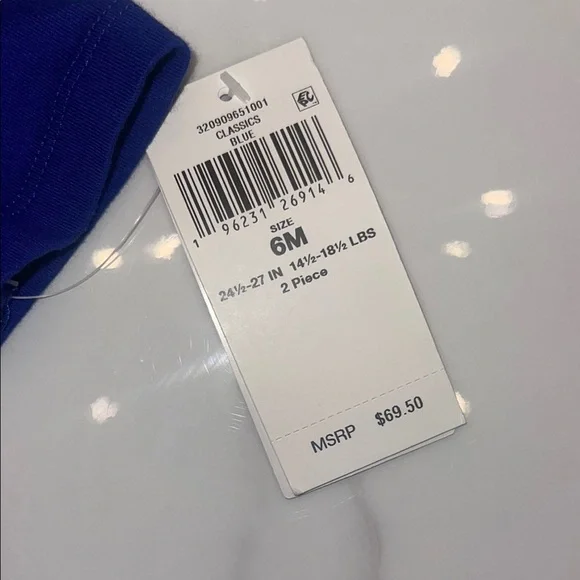 320909651001
CLASSICS
BLUE
1 96231 26914 6
SIZE
6M
24½-27 IN 14½-18½ LBS
2 Piece
MSRP $69.50